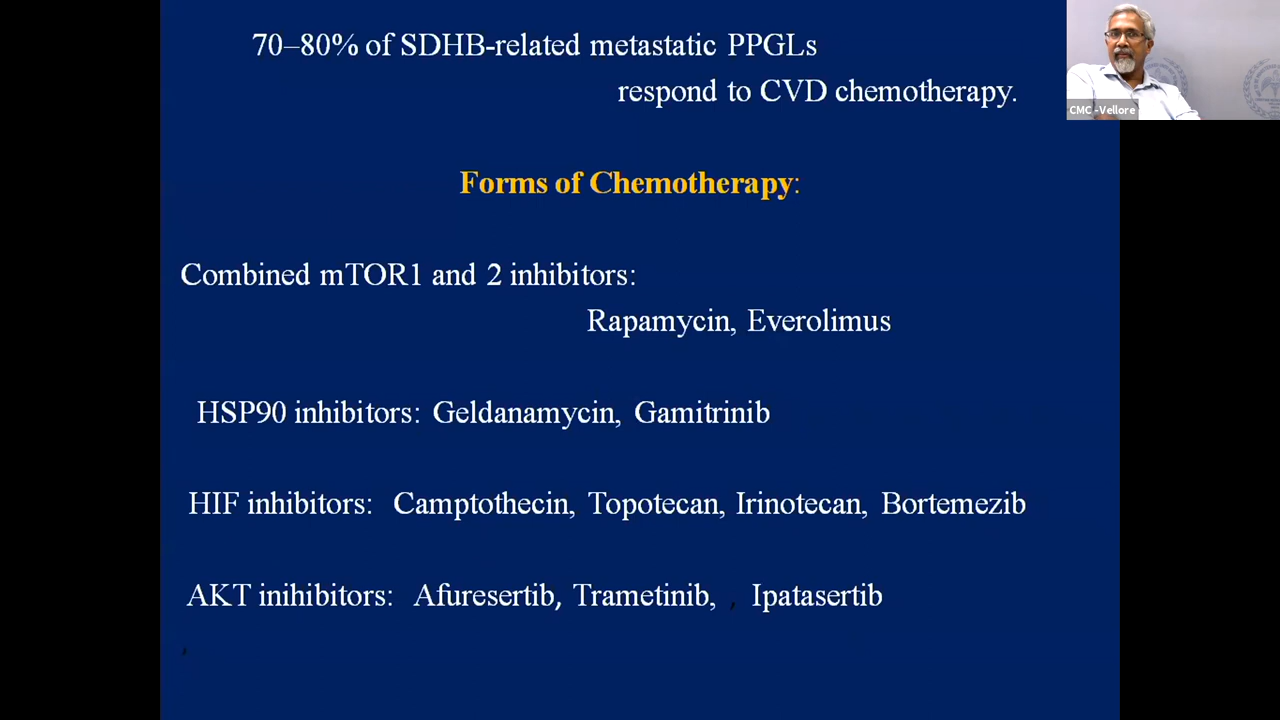 70–80% of SDHB-related metastatic PPGLs
respond to CVD chemotherapy.
CMC -Vellore
Forms of Chemotherapy:
Combined mTOR1 and 2 inhibitors:
Rapamycin, Everolimus
HSP90 inhibitors: Geldanamycin, Gamitrinib
HIF inhibitors: Camptothecin, Topotecan, Irinotecan, Bortemezib
AKT inihibitors: Afuresertib, Trametinib, , Ipatasertib
,